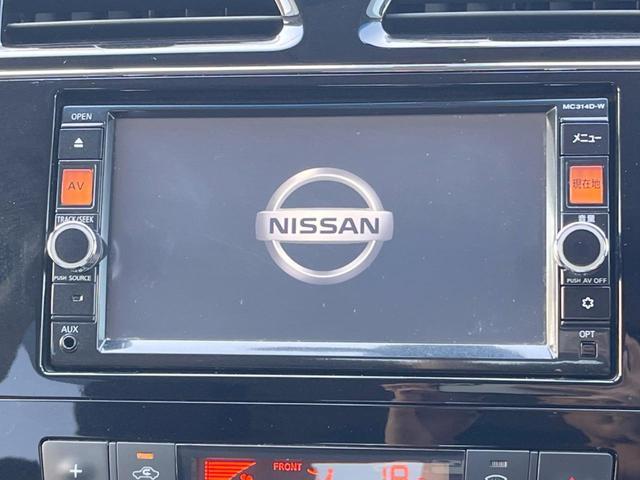 MC314D-W
OPEN
メニュー
AV
現在地
TRACK/SEEK
音量
NISSAN
PUSH SOURCE
PUSH AV OFF
AUX
OPT
FRONT
18